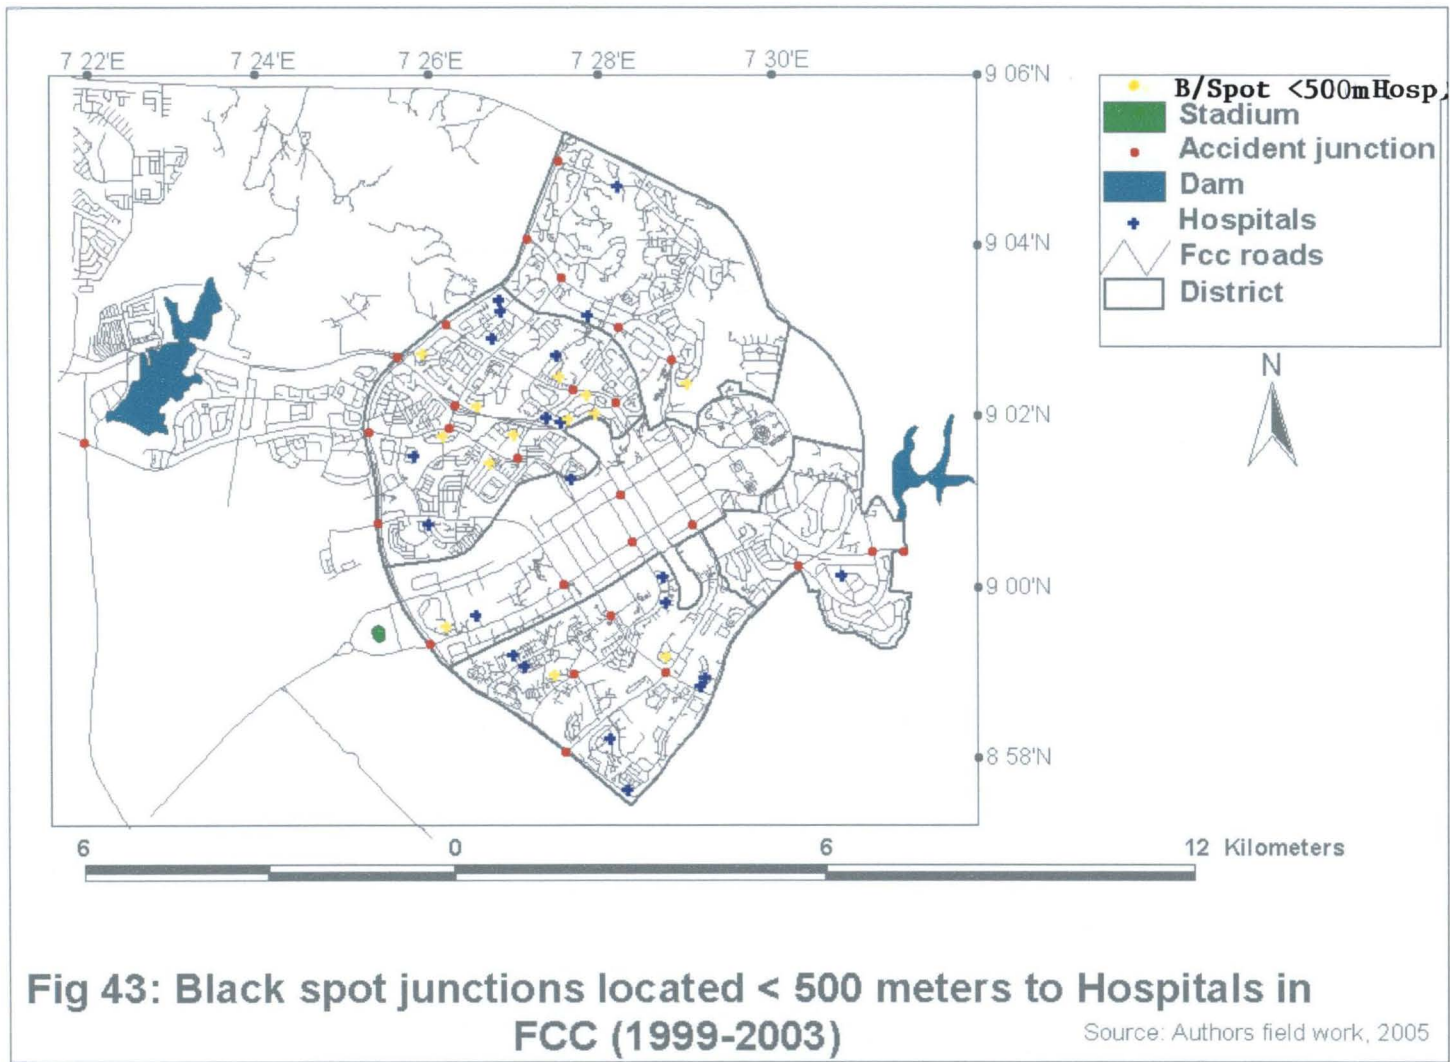 7 22'E 7 24'E 7 26'E 7 28'E 7 30'E
9 06'N
9 04'N
9 02'N
9 00'N
8 58'N
B/Spot <500mHosp,
Stadium
Accident junction
Dam
Hospitals
Fcc roads
District
N
6 0 6 12 Kilometers
Fig 43: Black spot junctions located < 500 meters to Hospitals in
FCC (1999-2003)
Source: Authors field work, 2005